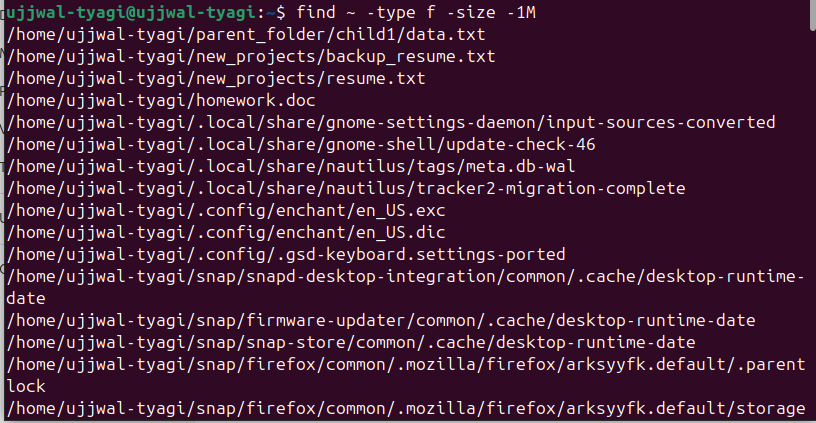 ujjwal-tyagi@ujjwal-tyagi:~$ find ~ -type f -size -1M
/home/ujjwal-tyagi/parent_folder/child1/data.txt
/home/ujjwal-tyagi/new_projects/backup_resume.txt
/home/ujjwal-tyagi/new_projects/resume.txt
/home/ujjwal-tyagi/homework.doc
/home/ujjwal-tyagi/.local/share/gnome-settings-daemon/input-sources-converted
/home/ujjwal-tyagi/.local/share/gnome-shell/update-check-46
/home/ujjwal-tyagi/.local/share/nautilus/tags/meta.db-wal
/home/ujjwal-tyagi/.local/share/nautilus/tracker2-migration-complete
/home/ujjwal-tyagi/.config/enchant/en_US.exc
/home/ujjwal-tyagi/.config/enchant/en_US.dic
/home/ujjwal-tyagi/.config/.gsd-keyboard.settings-ported
/home/ujjwal-tyagi/snap/snapd-desktop-integration/common/.cache/desktop-runtime-
date
/home/ujjwal-tyagi/snap/firmware-updater/common/.cache/desktop-runtime-date
/home/ujjwal-tyagi/snap/snap-store/common/.cache/desktop-runtime-date
/home/ujjwal-tyagi/snap/firefox/common/.mozilla/firefox/arksyyfk.default/.parent
lock
/home/ujjwal-tyagi/snap/firefox/common/.mozilla/firefox/arksyyfk.default/storage